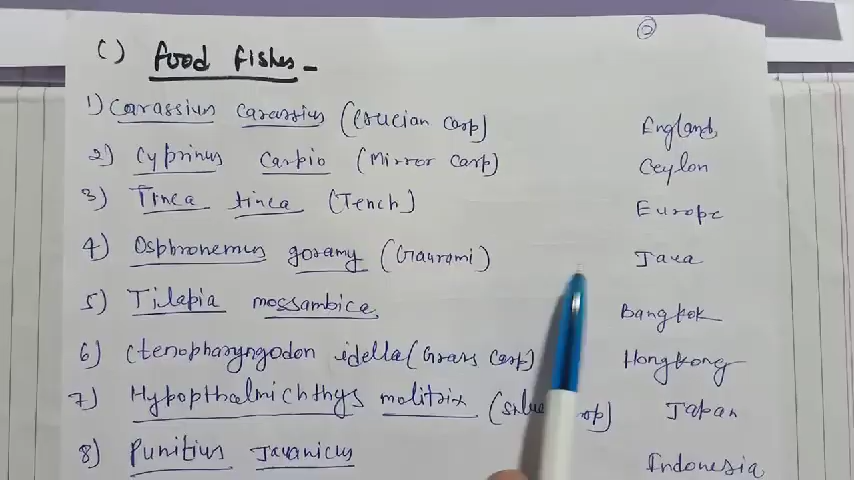 ②
C) Food Fishes -
1) Carassius carassius (Crucian carp) England
2) Cyprinus carpio (Mirror carp) Ceylon
3) Tinca tinca (Tench) Europe
4) Osphronemus goramy (Gaurami) Java
5) Tilapia mossambica Bangkok
6) Ctenopharyngodon idella (Grass carp) Hongkong
7) Hypopthalmichthys molitrix Japan
8) Punitius Javanicus Indonesia